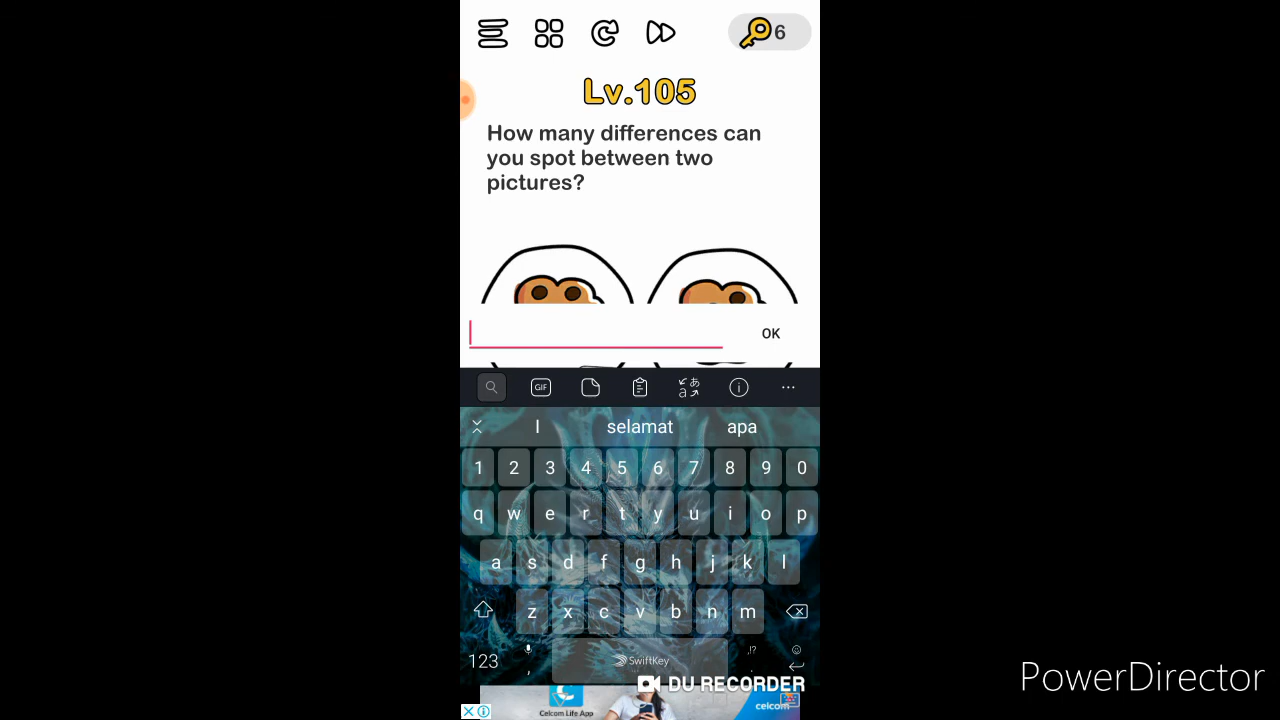 6
Lv.105
How many differences can
you spot between two
pictures?
OK
GIF
I selamat apa
1 2 3 4 5 6 7 8 9 0
q w e r t y u i o p
a s d f g h j k l
z x c v b n m
123 , SwiftKey ,!? .
DU RECORDER
Celcom Life App
celcom
PowerDirector